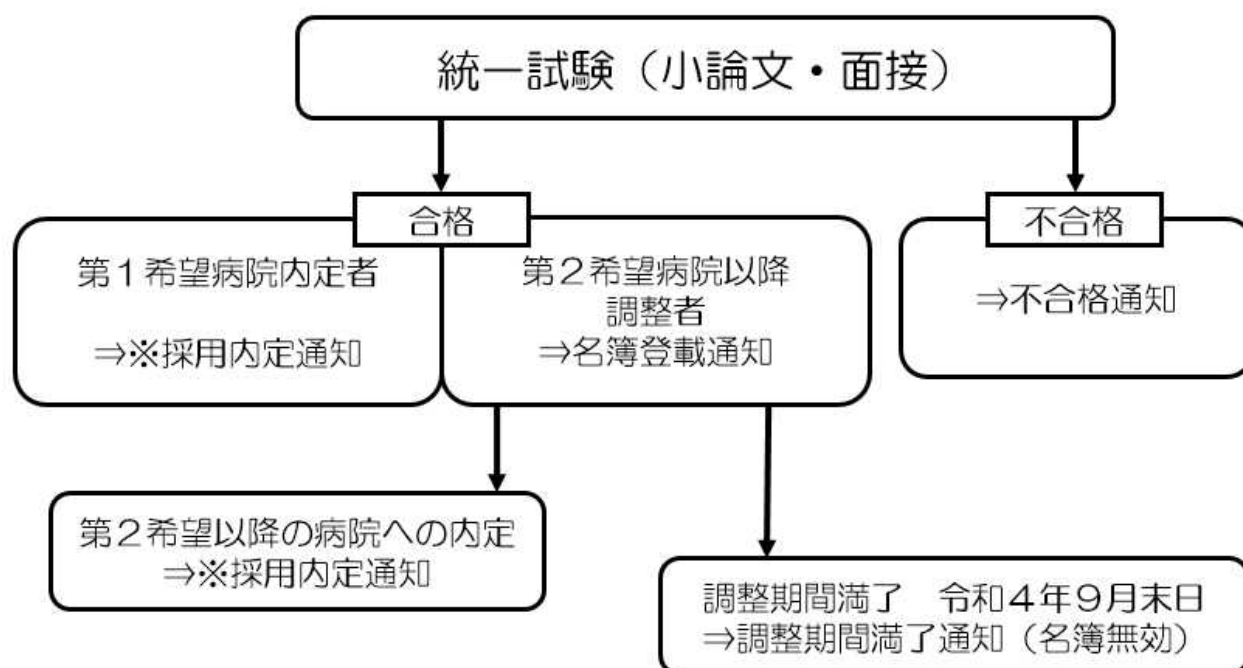 統一試験（小論文・面接）
合格
不合格
第１希望病院内定者
⇒※採用内定通知
第２希望病院以降
調整者
⇒名簿登載通知
⇒不合格通知
第２希望以降の病院への内定
⇒※採用内定通知
調整期間満了　令和４年９月末日
⇒調整期間満了通知（名簿無効）